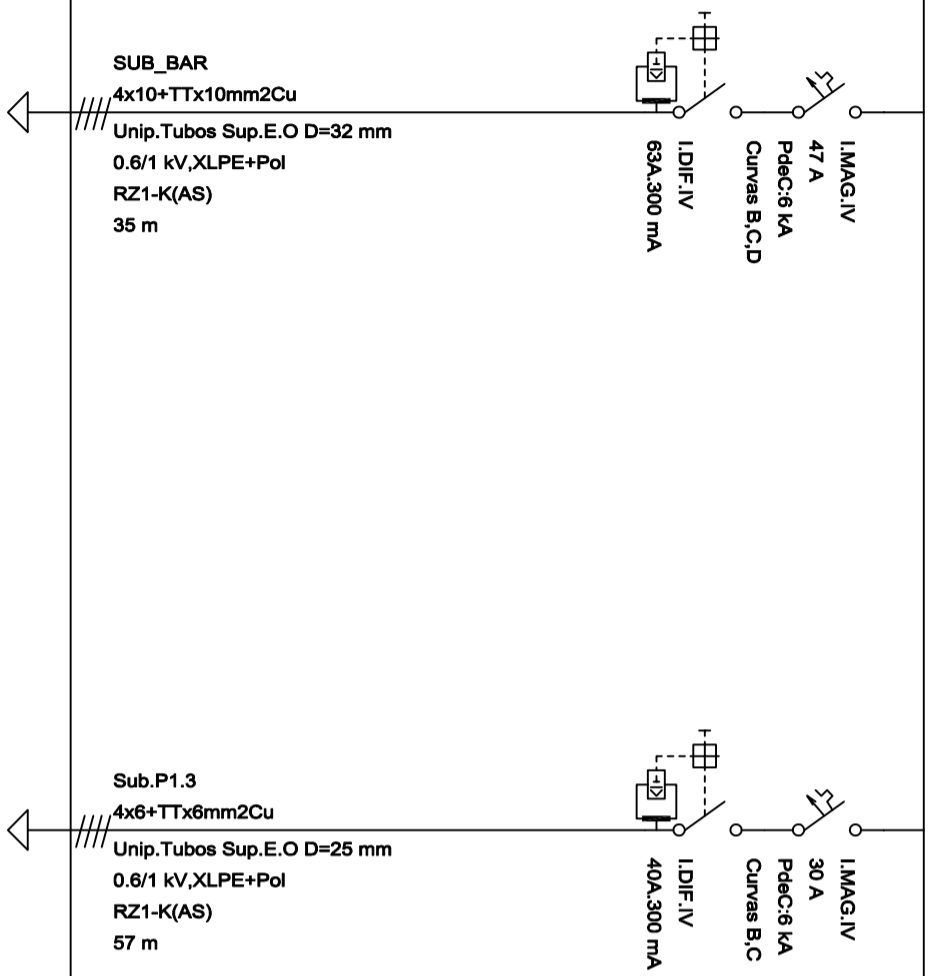 SUB_BAR
4x10+TTx10mm2Cu
Unip.Tubos Sup.E.O D=32 mm
0.6/1 kV,XLPE+Pol
RZ1-K(AS)
35 m
I.MAG.IV
47 A
PdeC:6 kA
Curvas B,C,D
I.DIF.IV
63A.300 mA
Sub.P1.3
4x6+TTx6mm2Cu
Unip.Tubos Sup.E.O D=25 mm
0.6/1 kV,XLPE+Pol
RZ1-K(AS)
57 m
I.MAG.IV
30 A
PdeC:6 kA
Curvas B,C
I.DIF.IV
40A.300 mA